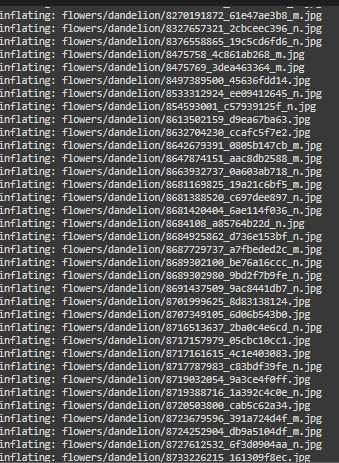 inflating: flowers/dandelion/8270191872_61e47ae3b8_m.jpg
inflating: flowers/dandelion/8327657321_2cbceec396_n.jpg
inflating: flowers/dandelion/8376558865_19c5cd6fd6_n.jpg
inflating: flowers/dandelion/8475758_4c861ab268_m.jpg
inflating: flowers/dandelion/8475769_3dea463364_m.jpg
inflating: flowers/dandelion/8497389500_45636fdd14.jpg
inflating: flowers/dandelion/8533312924_ee09412645_n.jpg
inflating: flowers/dandelion/854593001_c57939125f_n.jpg
inflating: flowers/dandelion/8613502159_d9ea67ba63.jpg
inflating: flowers/dandelion/8632704230_ccafc5f7e2.jpg
inflating: flowers/dandelion/8642679391_0805b147cb_m.jpg
inflating: flowers/dandelion/8647874151_aac8db2588_m.jpg
inflating: flowers/dandelion/8663932737_0a603ab718_n.jpg
inflating: flowers/dandelion/8681169825_19a21c6bf5_m.jpg
inflating: flowers/dandelion/8681388520_c697dee897_n.jpg
inflating: flowers/dandelion/8681420404_6ae114f036_n.jpg
inflating: flowers/dandelion/8684108_a85764b22d_n.jpg
inflating: flowers/dandelion/8684925862_d736e153bf_n.jpg
inflating: flowers/dandelion/8687729737_a7fbeded2c_m.jpg
inflating: flowers/dandelion/8689302100_be76a16ccc_n.jpg
inflating: flowers/dandelion/8689302980_9bd2f7b9fe_n.jpg
inflating: flowers/dandelion/8691437509_9ac8441db7_n.jpg
inflating: flowers/dandelion/8701999625_8d83138124.jpg
inflating: flowers/dandelion/8707349105_6d06b543b0.jpg
inflating: flowers/dandelion/8716513637_2ba0c4e6cd_n.jpg
inflating: flowers/dandelion/8717157979_05cbc10cc1.jpg
inflating: flowers/dandelion/8717161615_4c1e403083.jpg
inflating: flowers/dandelion/8717787983_c83bdf39fe_n.jpg
inflating: flowers/dandelion/8719032054_9a3ce4f0ff.jpg
inflating: flowers/dandelion/8719388716_1a392c4c0e_n.jpg
inflating: flowers/dandelion/8720503800_cab5c62a34.jpg
inflating: flowers/dandelion/8723679596_391a724d4f_m.jpg
inflating: flowers/dandelion/8724252904_db9a5104df_m.jpg
inflating: flowers/dandelion/8727612532_6f3d0904aa_n.jpg
inflating: flowers/dandelion/8733226215_161309f8ec.jpg